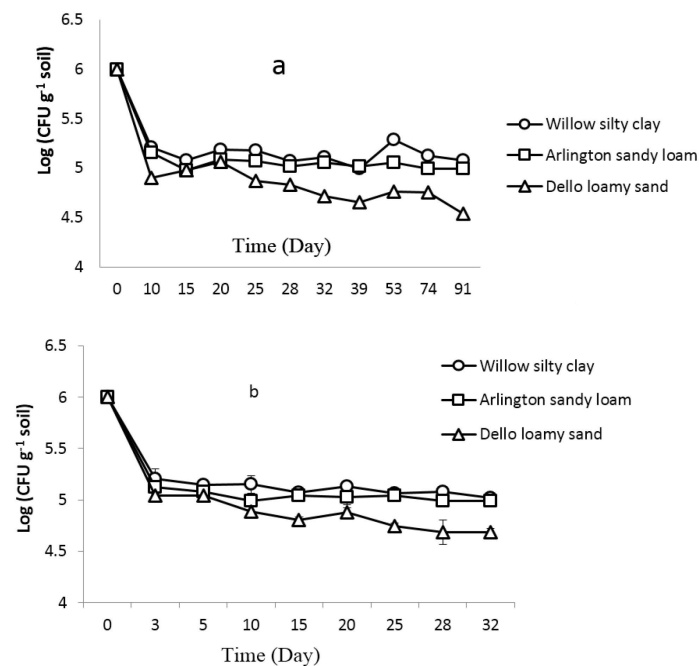 6.5
6
5.5
5
4.5
4
Log (CFU g⁻¹ soil)
a
Willow silty clay
Arlington sandy loam
Dello loamy sand
Time (Day)
0 10 15 20 25 28 32 39 53 74 91
6.5
6
5.5
5
4.5
4
Log (CFU g⁻¹ soil)
b
Willow silty clay
Arlington sandy loam
Dello loamy sand
0 3 5 10 15 20 25 28 32
Time (Day)